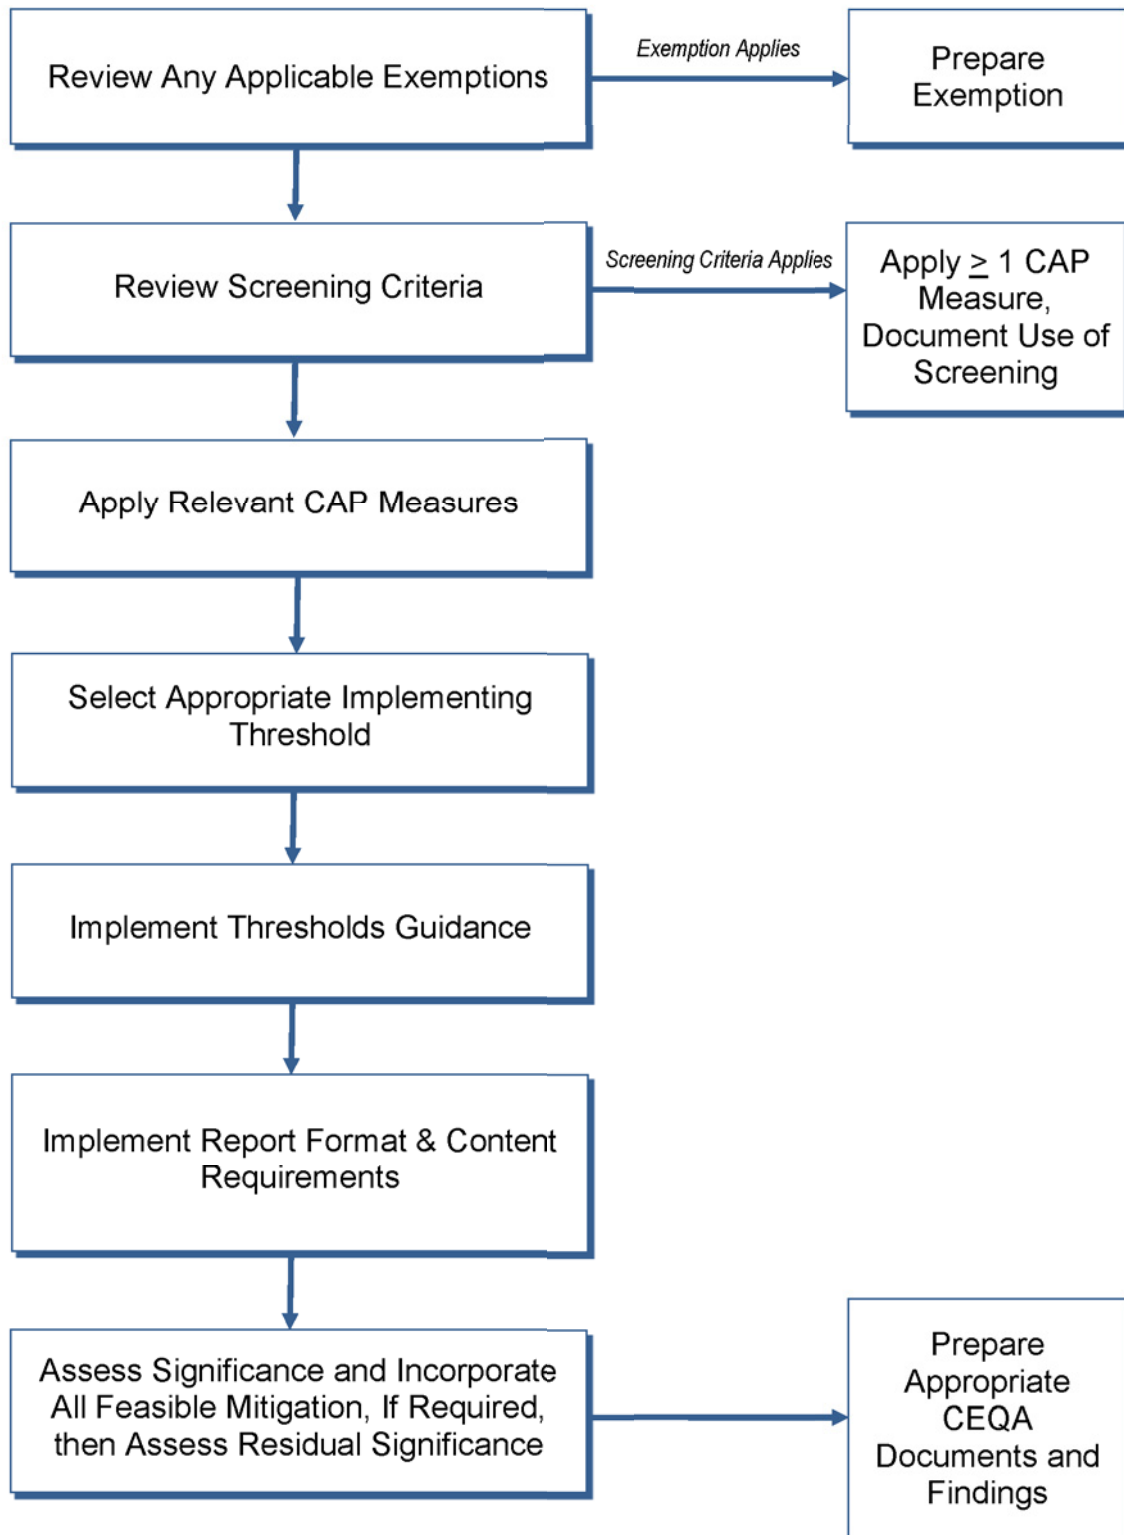 Review Any Applicable Exemptions
Exemption Applies
Prepare
Exemption
Review Screening Criteria
Screening Criteria Applies
Apply ≥ 1 CAP
Measure,
Document Use of
Screening
Apply Relevant CAP Measures
Select Appropriate Implementing
Threshold
Implement Thresholds Guidance
Implement Report Format & Content
Requirements
Assess Significance and Incorporate
All Feasible Mitigation, If Required,
then Assess Residual Significance
Prepare
Appropriate
CEQA
Documents and
Findings